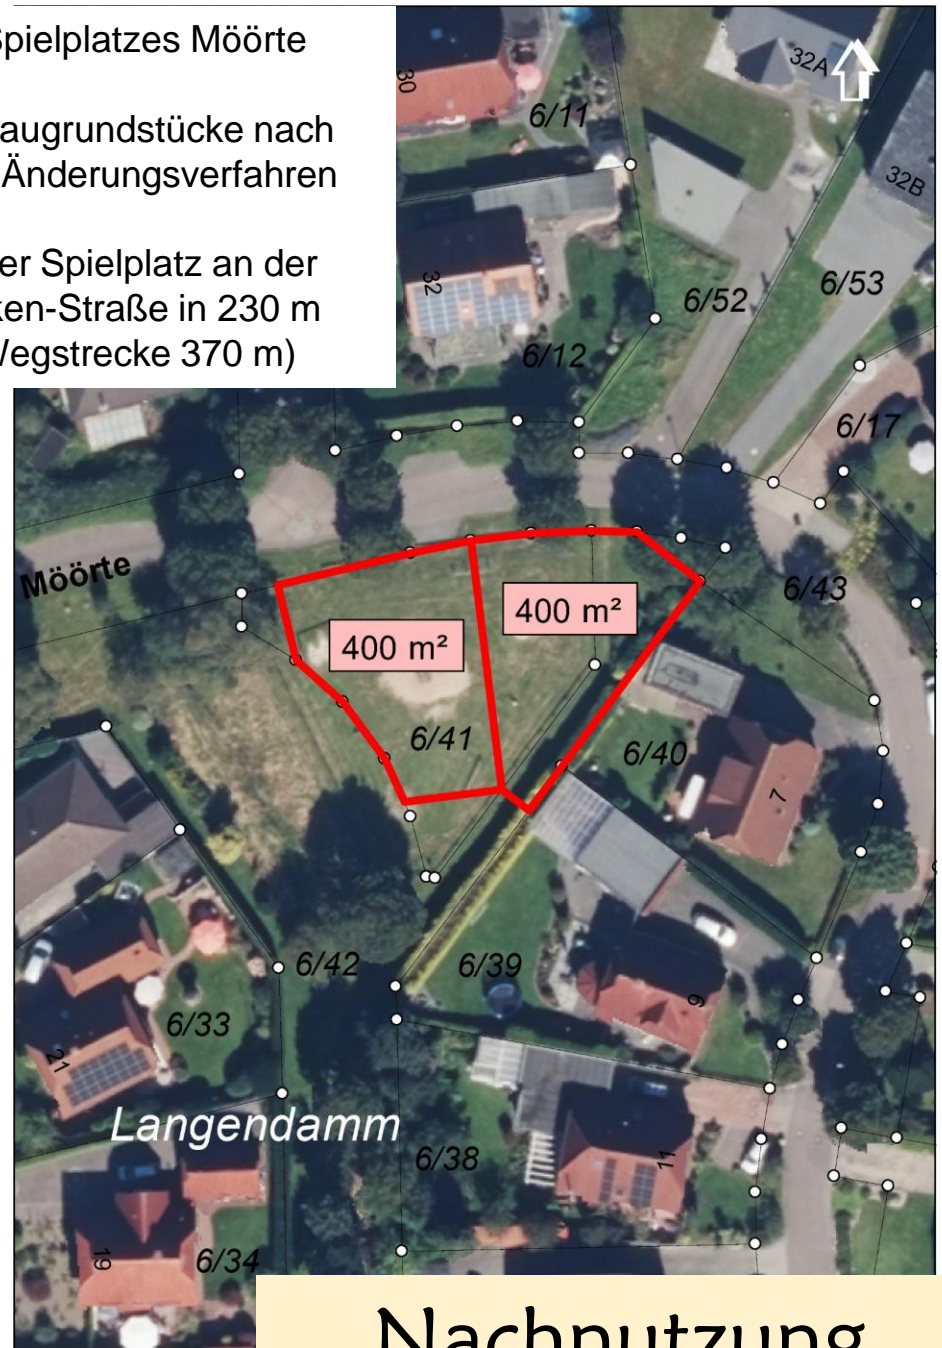 Spielplatzes Möörte
augrundstücke nach
Änderungsverfahren
er Spielplatz an der
ken-Straße in 230 m
Wegstrecke 370 m)
30
6/11
32A
32B
32
6/52
6/53
6/12
6/17
Möörte
400 m²
400 m²
6/43
6/41
6/40
7
6/42
6/39
9
6/33
21
Langendamm
6/38
11
19
6/34
Nachnutzung